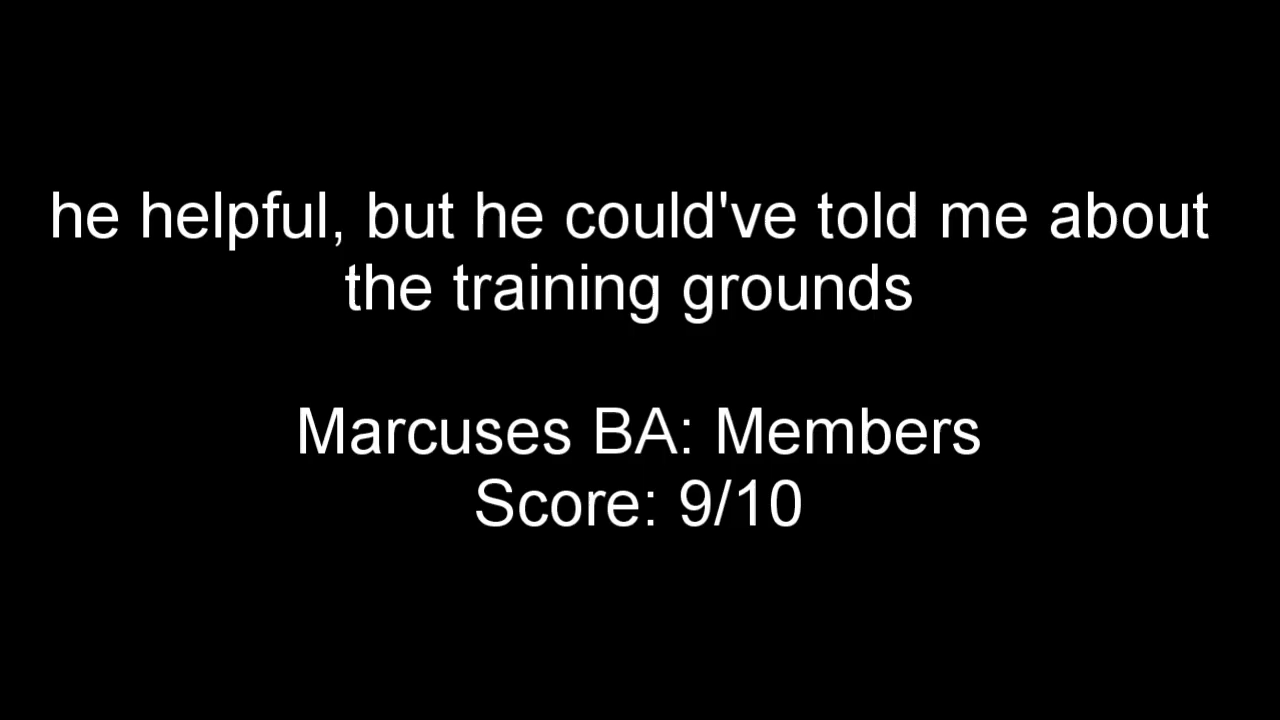 he helpful, but he could've told me about
the training grounds
Marcuses BA: Members
Score: 9/10